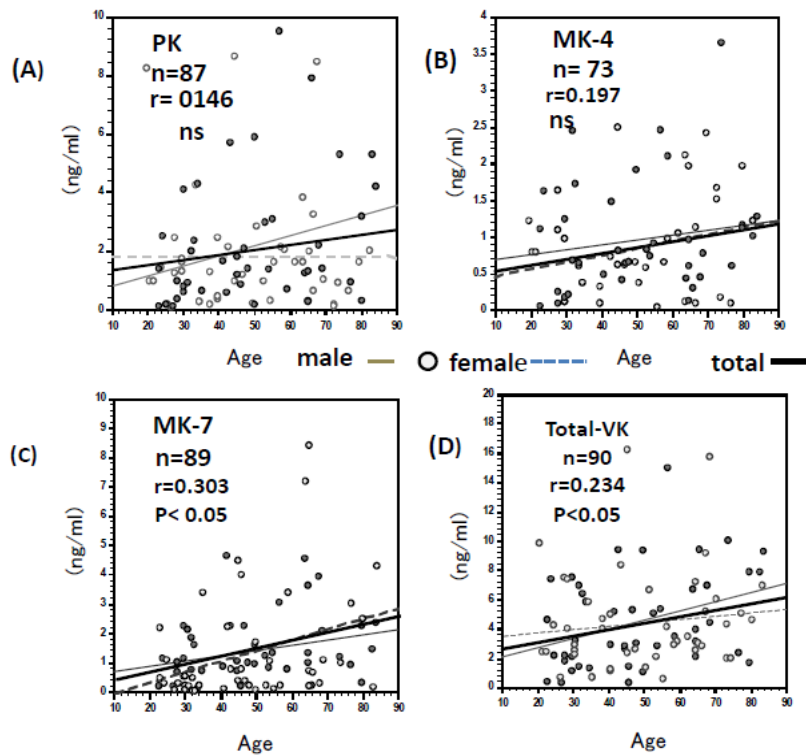 (A)
PK
n=87
r= 0146
ns
(ng/ml)
10
8
6
4
2
0
10 20 30 40 50 60 70 80 90
Age
(B)
MK-4
n= 73
r=0.197
ns
(ng/ml)
4
3.5
3
2.5
2
1.5
1
0.5
0
10 20 30 40 50 60 70 80 90
Age
male female total
(C)
MK-7
n=89
r=0.303
P< 0.05
(ng/ml)
10
9
8
7
6
5
4
3
2
1
0
10 20 30 40 50 60 70 80 90
Age
(D)
Total-VK
n=90
r=0.234
P<0.05
(ng/ml)
20
18
16
14
12
10
8
6
4
2
0
10 20 30 40 50 60 70 80 90
Age